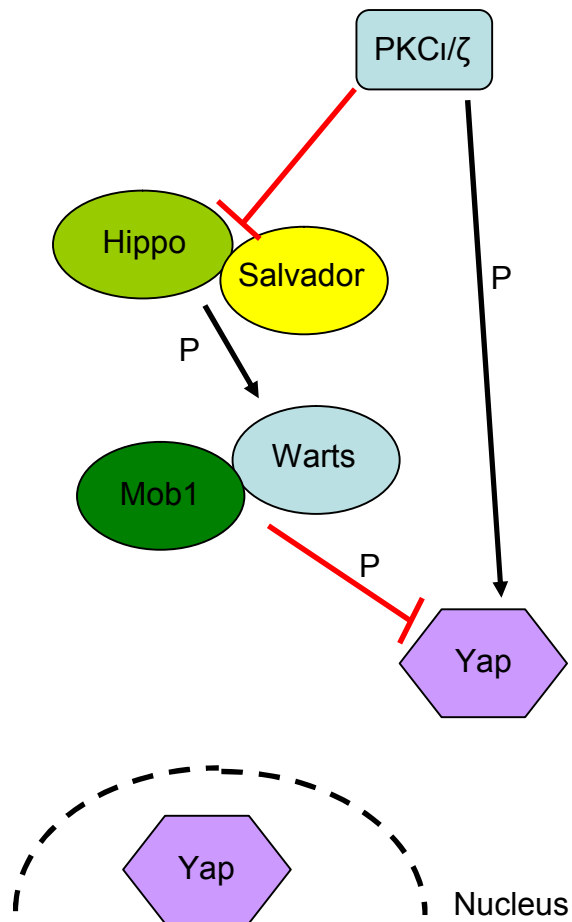 PKCι/ζ
Hippo
Salvador
P
P
Warts
Mob1
P
Yap
Yap
Nucleus